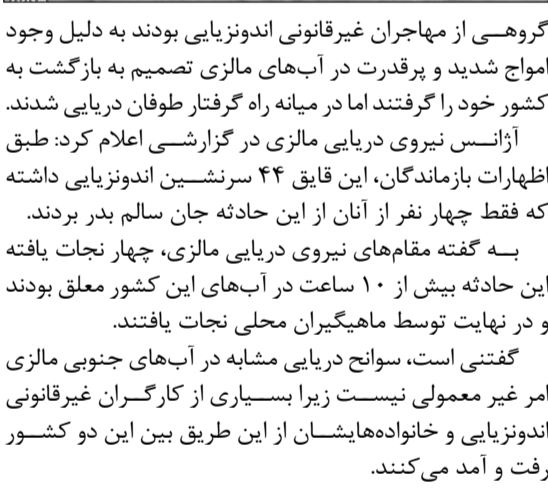 گروهی از مهاجران غیرقانونی اندونزیایی بودند به دلیل وجود
امواج شدید و پرقدرت در آب‌های مالزی تصمیم به بازگشت به
کشور خود را گرفتند اما در میانه راه گرفتار طوفان دریایی شدند.
آژانس نیروی دریایی مالزی در گزارشی اعلام کرد: طبق
اظهارات بازماندگان، این قایق ۴۴ سرنشین اندونزیایی داشته
که فقط چهار نفر از آنان از این حادثه جان سالم بدر بردند.
به گفته مقام‌های نیروی دریایی مالزی، چهار نجات یافته
این حادثه بیش از ۱۰ ساعت در آب‌های این کشور معلق بودند
و در نهایت توسط ماهیگیران محلی نجات یافتند.
گفتنی است، سوانح دریایی مشابه در آب‌های جنوبی مالزی
امر غیر معمولی نیست زیرا بسیاری از کارگران غیرقانونی
اندونزیایی و خانواده‌هایشان از این طریق بین این دو کشور
رفت و آمد می‌کنند.